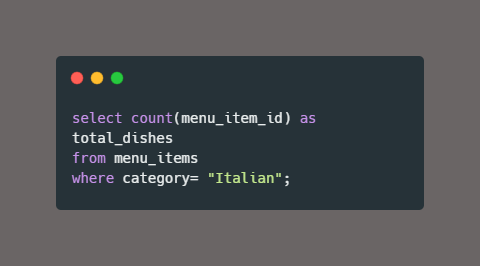 select count(menu_item_id) as
total_dishes
from menu_items
where category= "Italian";